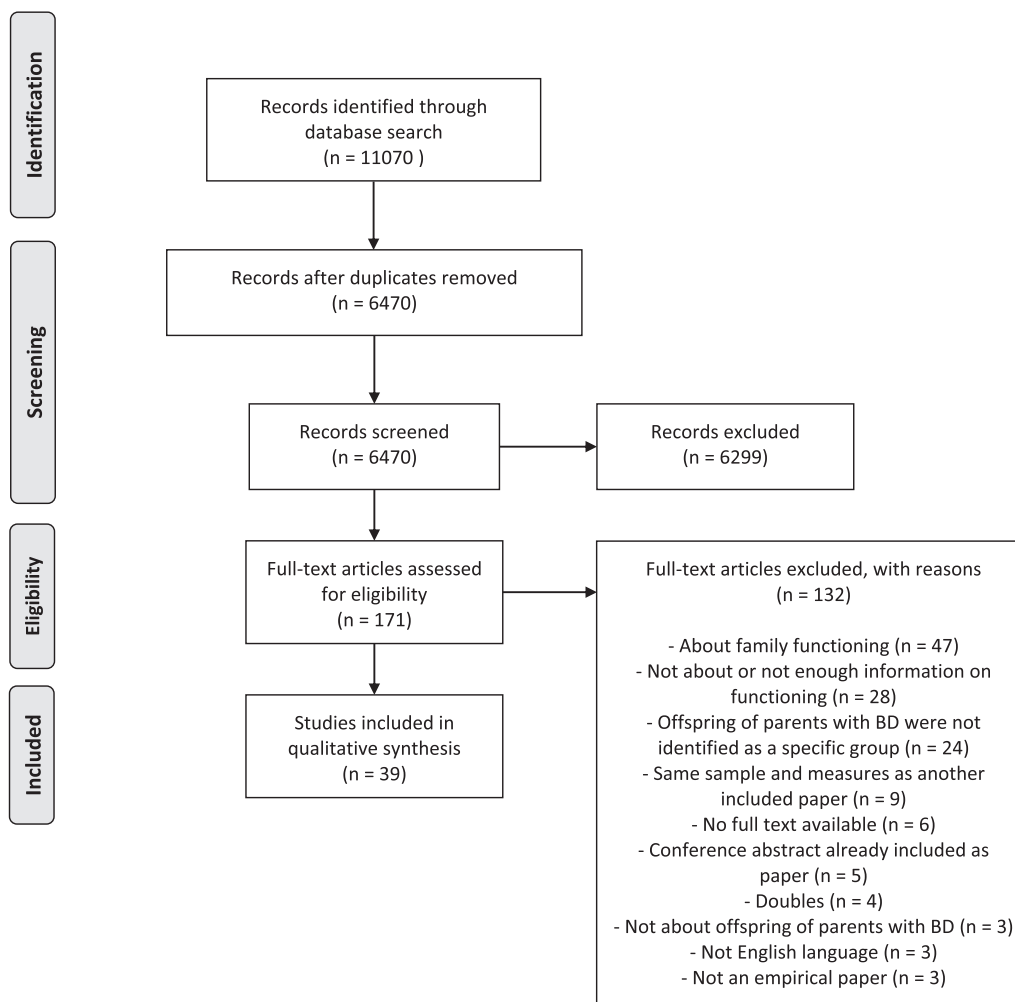 Identification
Records identified through
database search
(n = 11070 )
Screening
Records after duplicates removed
(n = 6470)
Records screened
(n = 6470)
Records excluded
(n = 6299)
Eligibility
Full-text articles assessed
for eligibility
(n = 171)
Full-text articles excluded, with reasons
(n = 132)
- About family functioning (n = 47)
- Not about or not enough information on
functioning (n = 28)
- Offspring of parents with BD were not
identified as a specific group (n = 24)
- Same sample and measures as another
included paper (n = 9)
- No full text available (n = 6)
- Conference abstract already included as
paper (n = 5)
- Doubles (n = 4)
- Not about offspring of parents with BD (n = 3)
- Not English language (n = 3)
- Not an empirical paper (n = 3)
Included
Studies included in
qualitative synthesis
(n = 39)